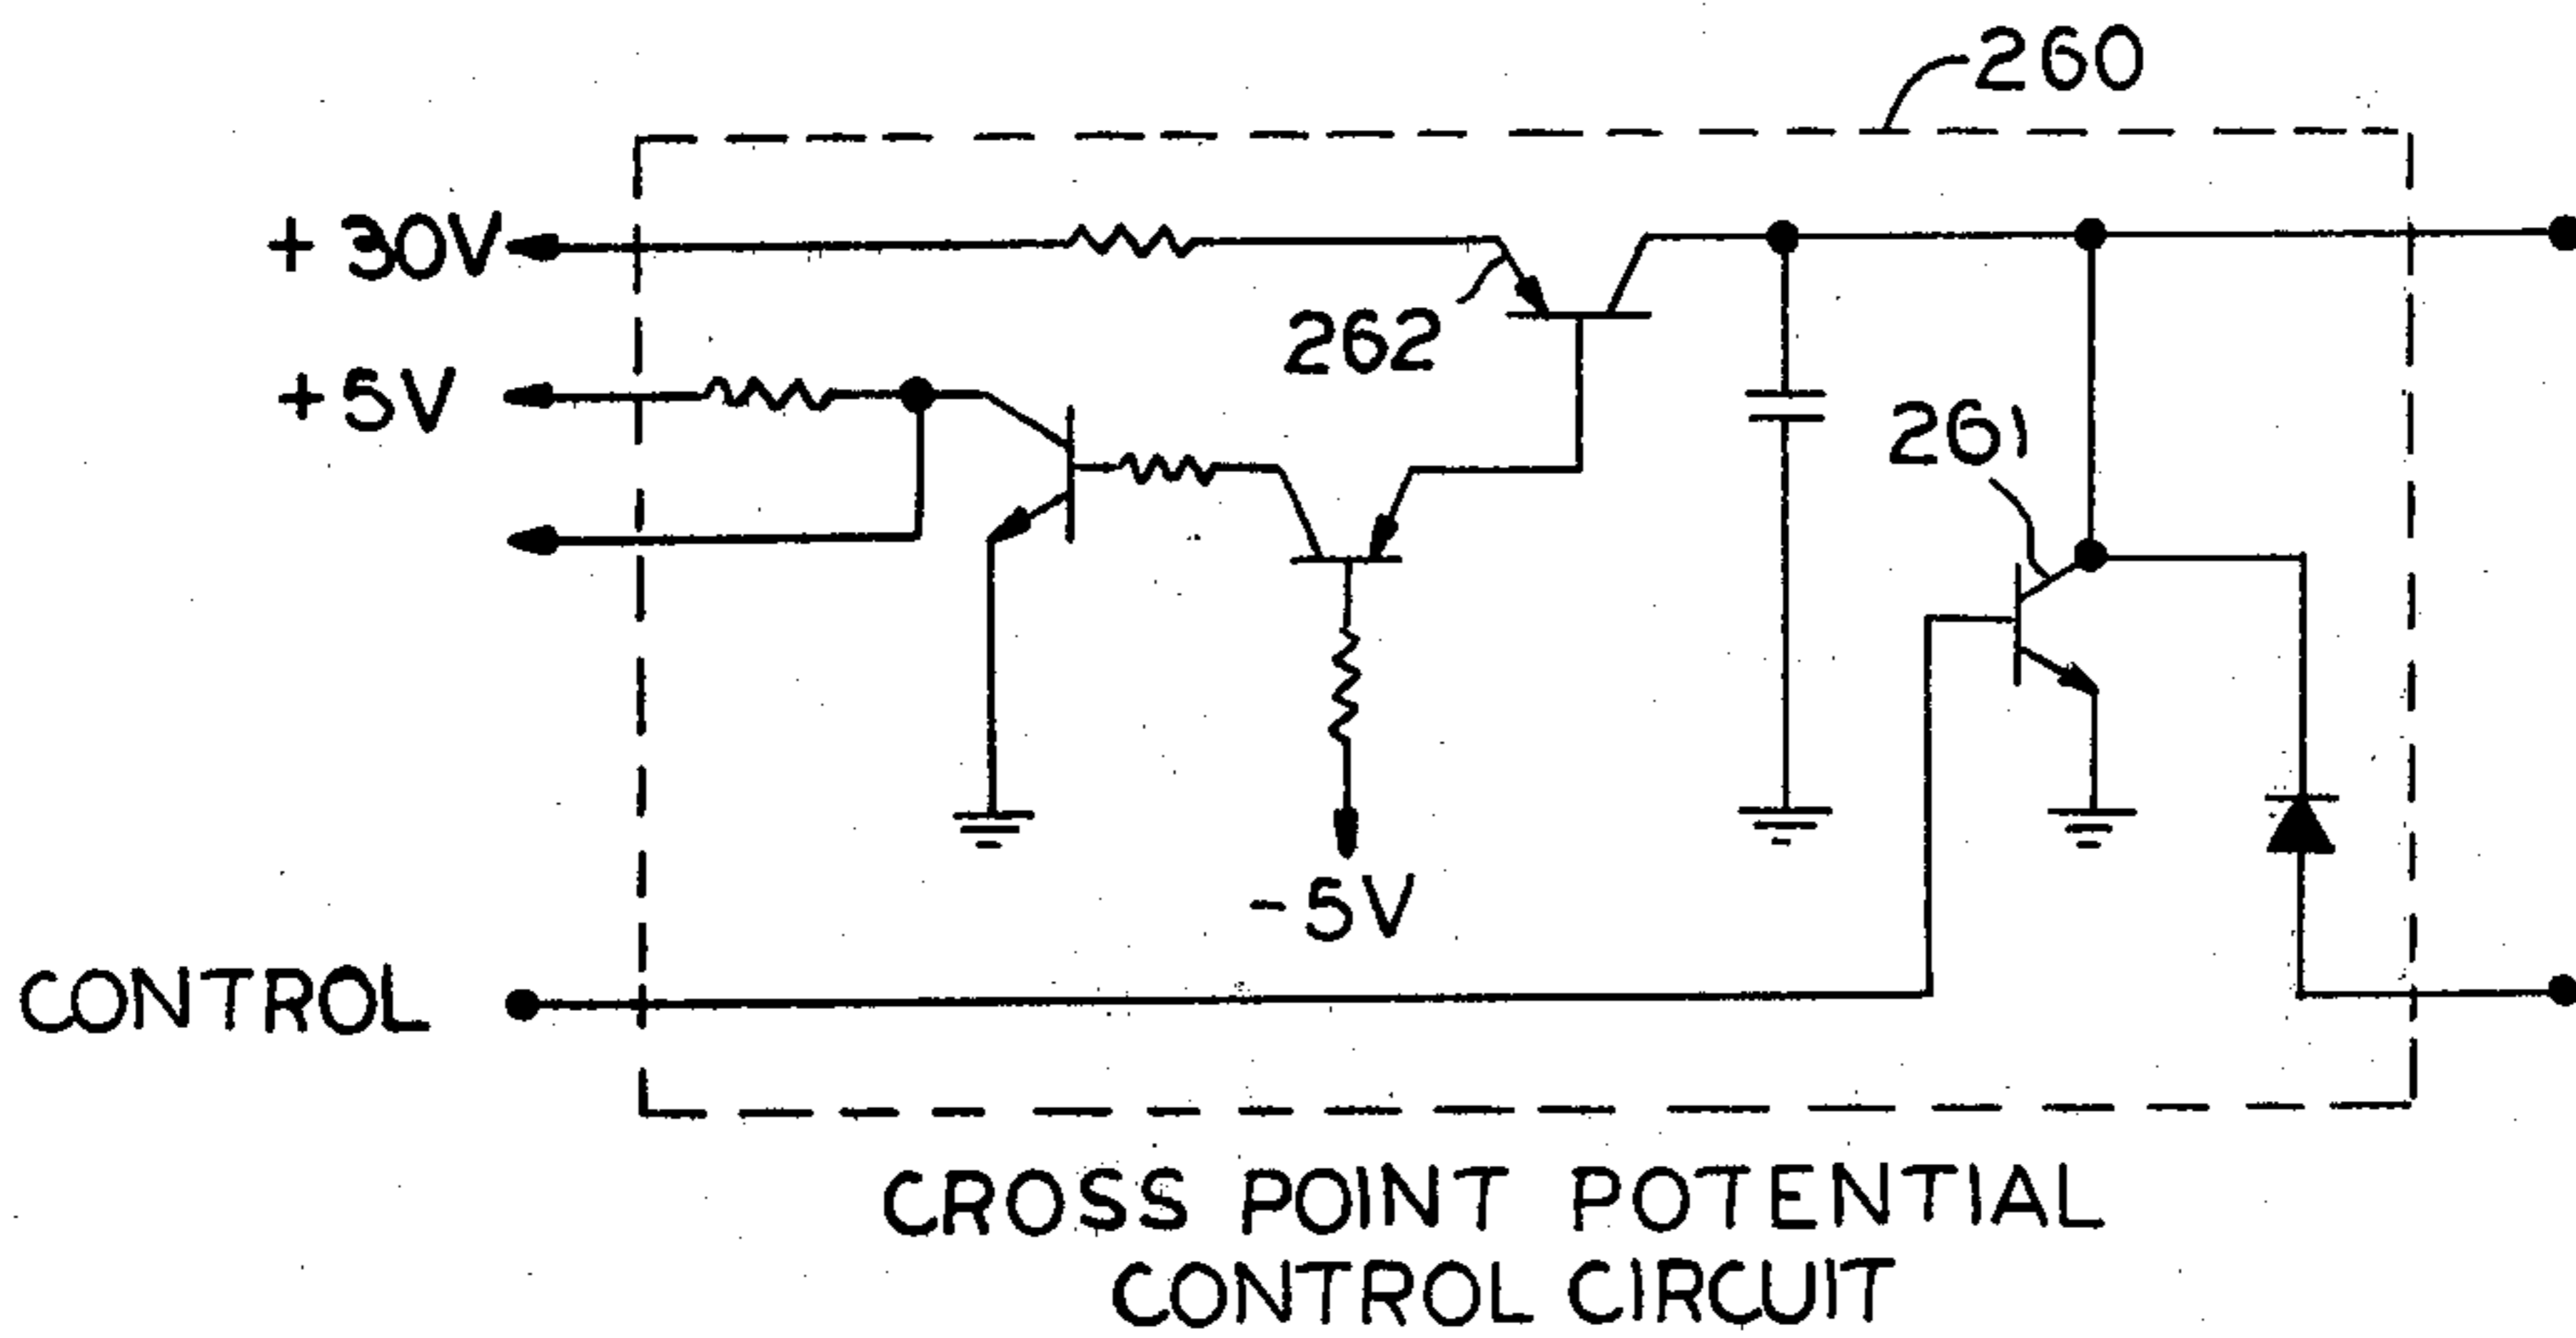 260
+ 30V
262
+ 5V
261
- 5V
CONTROL
CROSS POINT POTENTIAL
CONTROL CIRCUIT